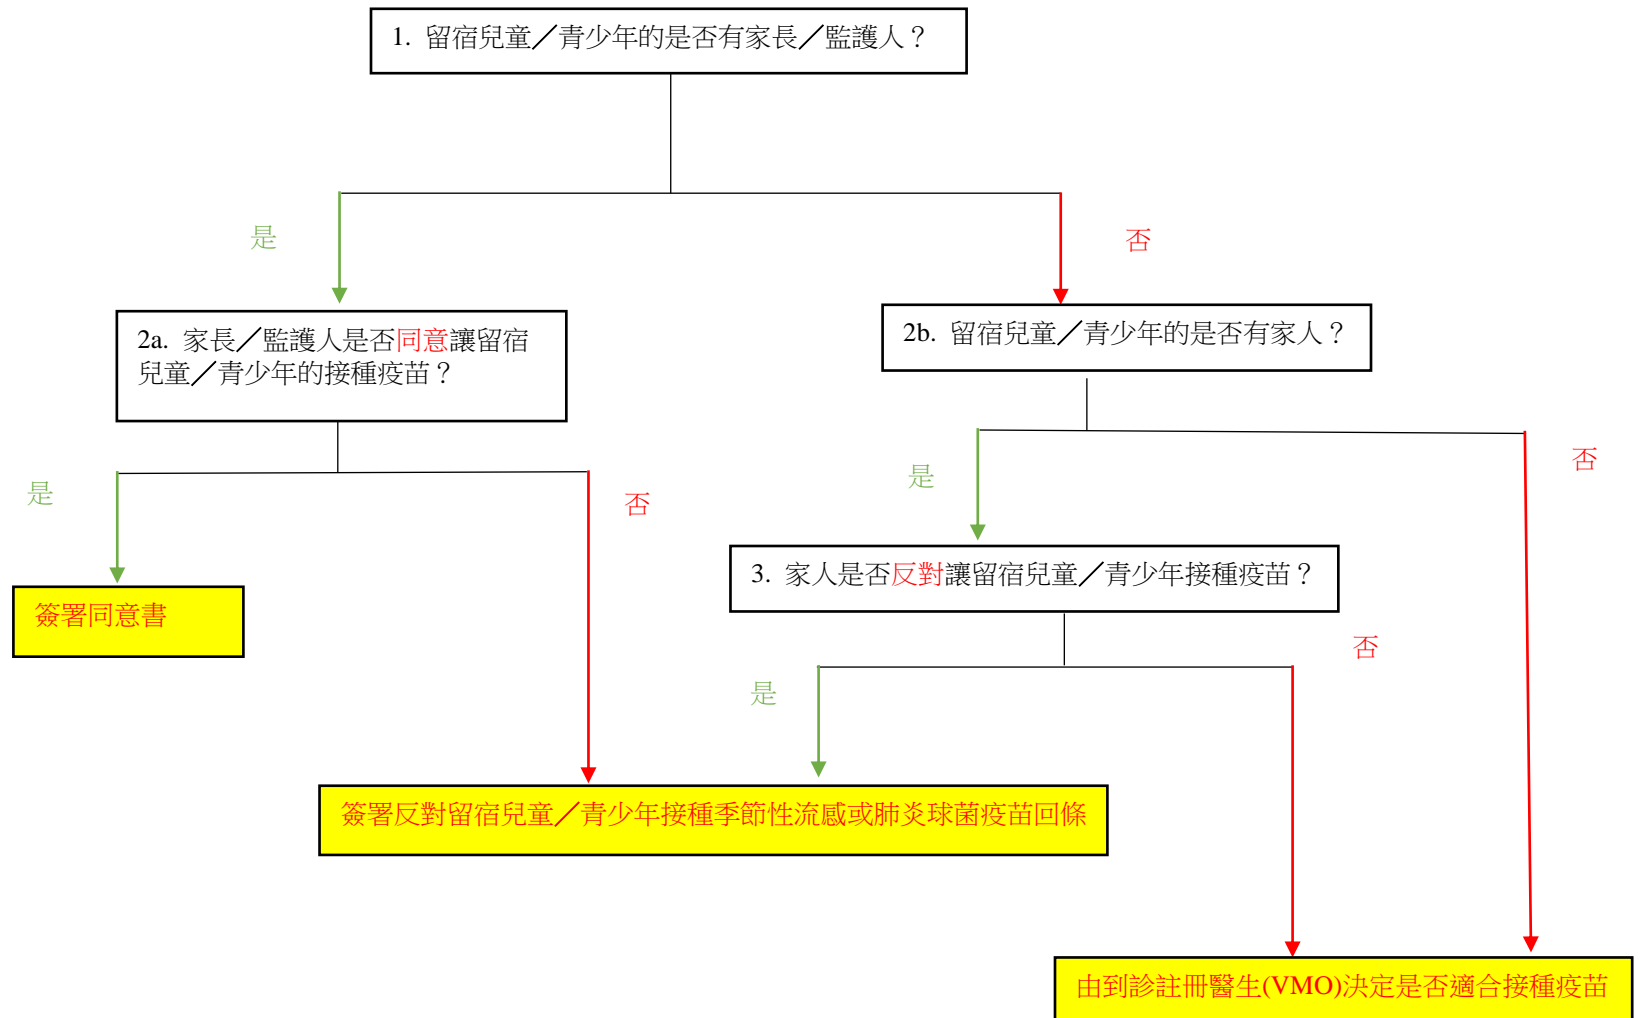 1. 留宿兒童／青少年的是否有家長／監護人？
是
否
2a. 家長／監護人是否同意讓留宿
兒童／青少年的接種疫苗？
2b. 留宿兒童／青少年的是否有家人？
是
否
是
否
3. 家人是否反對讓留宿兒童／青少年接種疫苗？
簽署同意書
是
否
簽署反對留宿兒童／青少年接種季節性流感或肺炎球菌疫苗回條
由到診註冊醫生(VMO)決定是否適合接種疫苗